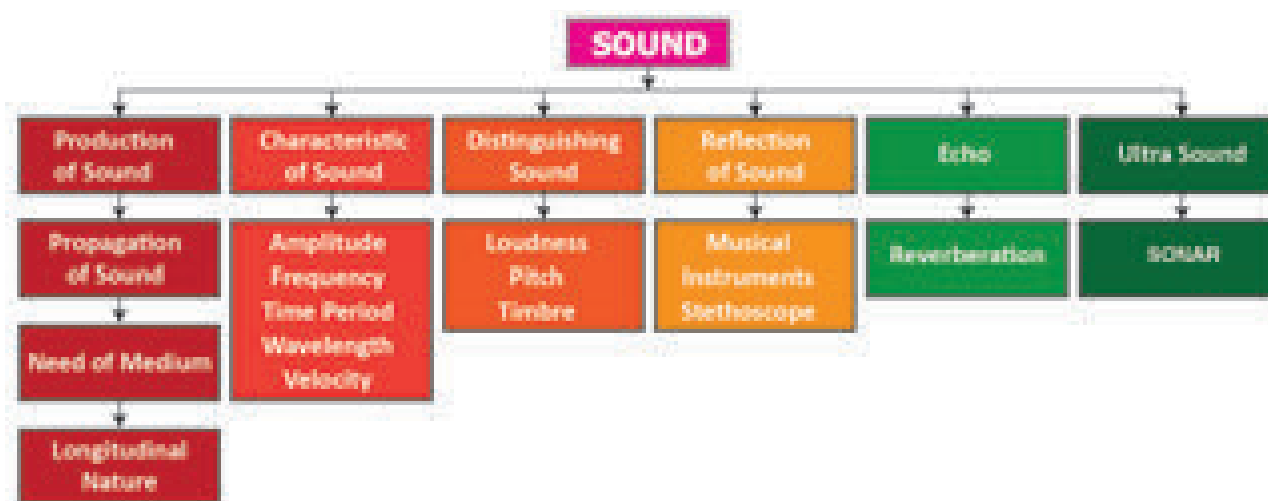 SOUND
Production
of Sound
Characteristic
of Sound
Distinguishing
Sound
Reflection
of Sound
Echo
Ultra Sound
Propagation
of Sound
Amplitude
Frequency
Time Period
Wavelength
Velocity
Loudness
Pitch
Timbre
Musical
Instruments
Stethoscope
Reverberation
SONAR
Need of Medium
Longitudinal
Nature